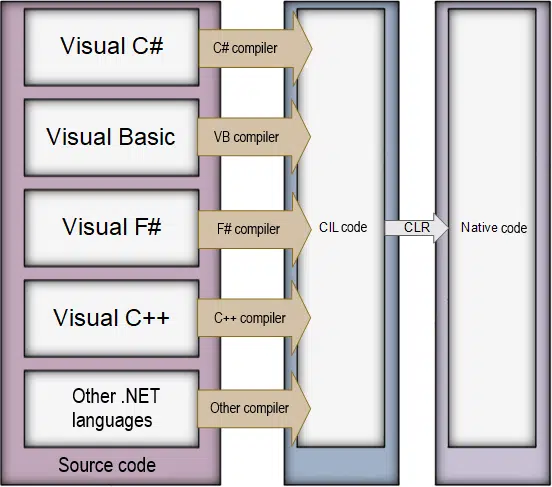 Visual C#
C# compiler
Visual Basic
VB compiler
Visual F#
F# compiler
CIL code
CLR
Native code
Visual C++
C++ compiler
Other .NET
languages
Other compiler
Source code